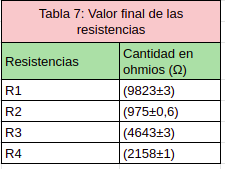 Tabla 7: Valor final de las
resistencias
Resistencias
Cantidad en
ohmios (Ω)
R1
(9823±3)
R2
(975±0,6)
R3
(4643±3)
R4
(2158±1)